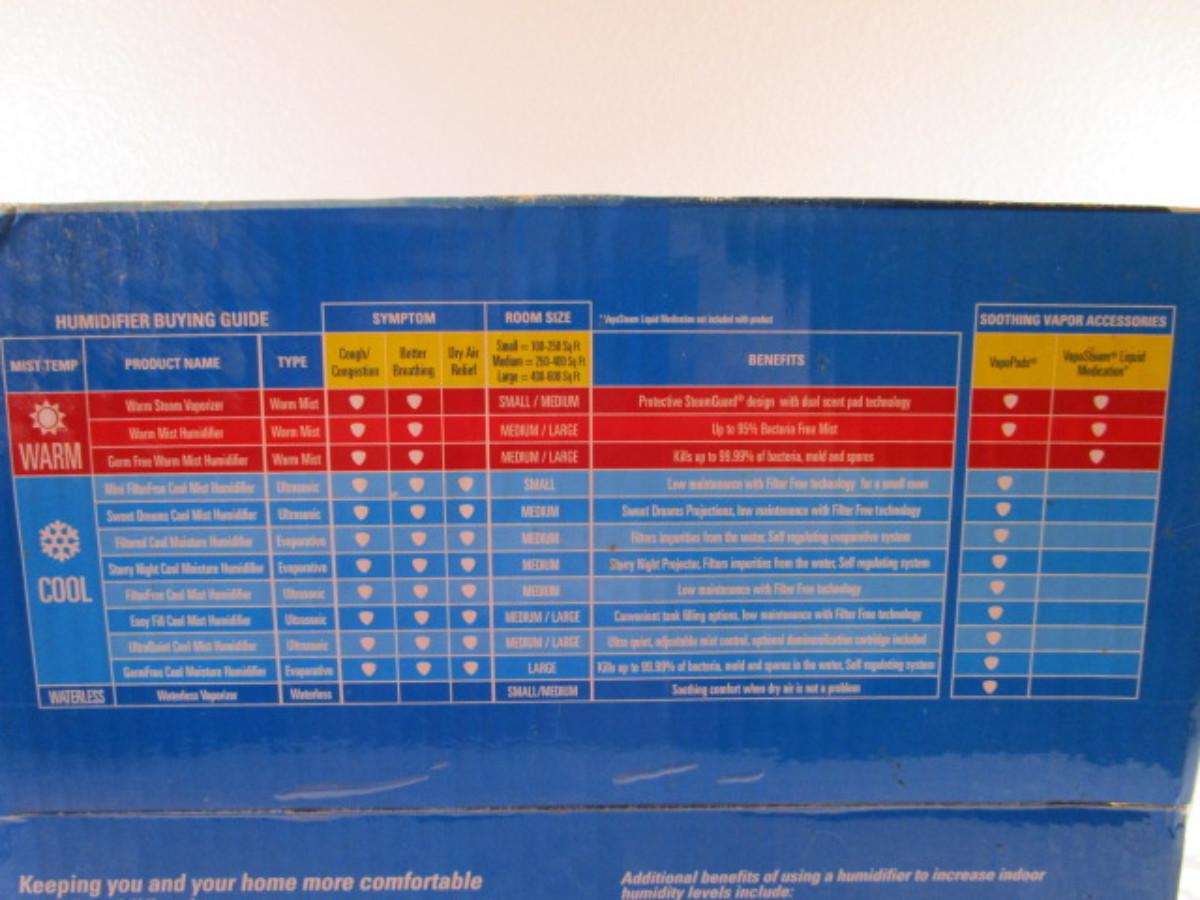 HUMIDIFIER BUYING GUIDE SYMPTOM ROOM SIZE * VapoSteam Liquid Medication not included with product SOOTHING VAPOR ACCESSORIES
MIST TEMP PRODUCT NAME TYPE Cough/ Congestion Better Breathing Dry Air Relief Small = 100-250 Sq Ft Medium = 250-400 Sq Ft Large = 400-600 Sq Ft BENEFITS VapoPads® VapoSteam® Liquid Medication*
WARM
Warm Steam Vaporizer Warm Mist SMALL / MEDIUM Protective SteamGuard® design with dual scent pad technology
Warm Mist Humidifier Warm Mist MEDIUM / LARGE Up to 95% Bacteria Free Mist
Germ Free Warm Mist Humidifier Warm Mist MEDIUM / LARGE Kills up to 99.99% of bacteria, mold and spores
COOL
Mini FilterFree Cool Mist Humidifier Ultrasonic SMALL Low maintenance with Filter Free technology for a small room
Sweet Dreams Cool Mist Humidifier Ultrasonic MEDIUM Sweet Dreams Projections, low maintenance with Filter Free technology
Filtered Cool Moisture Humidifier Evaporative MEDIUM Filters impurities from the water, Self regulating evaporative system
Starry Night Cool Moisture Humidifier Evaporative MEDIUM Starry Night Projector, Filters impurities from the water, Self regulating system
FilterFree Cool Mist Humidifier Ultrasonic MEDIUM Low maintenance with Filter Free technology
Easy Fill Cool Mist Humidifier Ultrasonic MEDIUM / LARGE Convenient tank filling options, low maintenance with Filter Free technology
UltraQuiet Cool Mist Humidifier Ultrasonic MEDIUM / LARGE Ultra quiet, adjustable mist control, optional demineralization cartridge included
GermFree Cool Moisture Humidifier Evaporative LARGE Kills up to 99.99% of bacteria, mold and spores in the water, Self regulating system
WATERLESS Waterless Vaporizer Waterless SMALL/MEDIUM Soothing comfort when dry air is not a problem
Keeping you and your home more comfortable
Additional benefits of using a humidifier to increase indoor
humidity levels include: